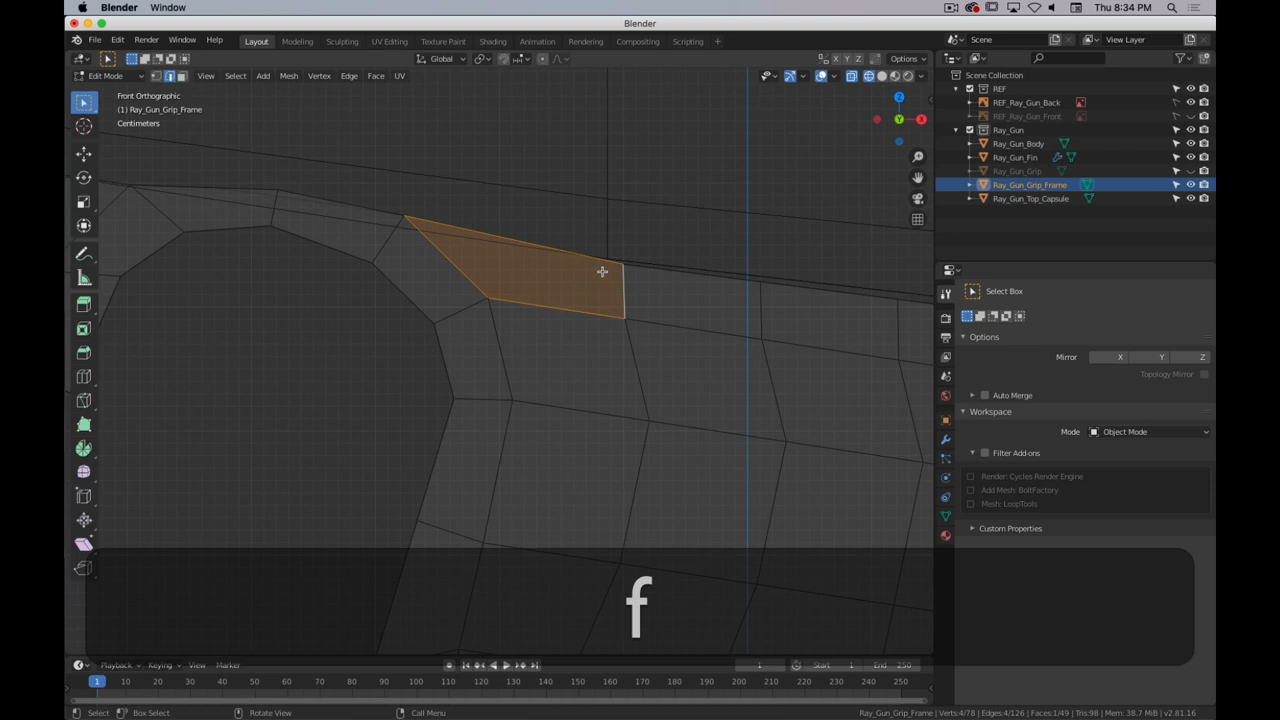 Blender Window
Thu 8:34 PM
Blender
File Edit Render Window Help
Layout Modeling Sculpting UV Editing Texture Paint Shading Animation Rendering Compositing Scripting +
Scene
View Layer
Global
X Y Z
Options
Edit Mode
View Select Add Mesh Vertex Edge Face UV
Front Orthographic
(1) Ray_Gun_Grip_Frame
Centimeters
Z
Y
X
Scene Collection
REF
REF_Ray_Gun_Back
REF_Ray_Gun_Front
Ray_Gun
Ray_Gun_Body
Ray_Gun_Fin
Ray_Gun_Grip
Ray_Gun_Grip_Frame
Ray_Gun_Top_Capsule
Select Box
Options
Mirror X Y Z
Topology Mirror
Auto Merge
Workspace
Mode Object Mode
Filter Add-ons
Render: Cycles Render Engine
Add Mesh: BoltFactory
Mesh: LoopTools
Custom Properties
f
Playback Keying View Marker
1
Start 1
End 250
1 10 20 30 40 50 60 70 80 90 100 110 120 130 140 150 160 170 180 190 200 210 220 230 240 250
Select
Box Select
Rotate View
Call Menu
Ray_Gun_Grip_Frame | Verts:4/78 | Edges:4/126 | Faces:1/49 | Tris:98 | Mem: 38.7 MiB | v2.81.16